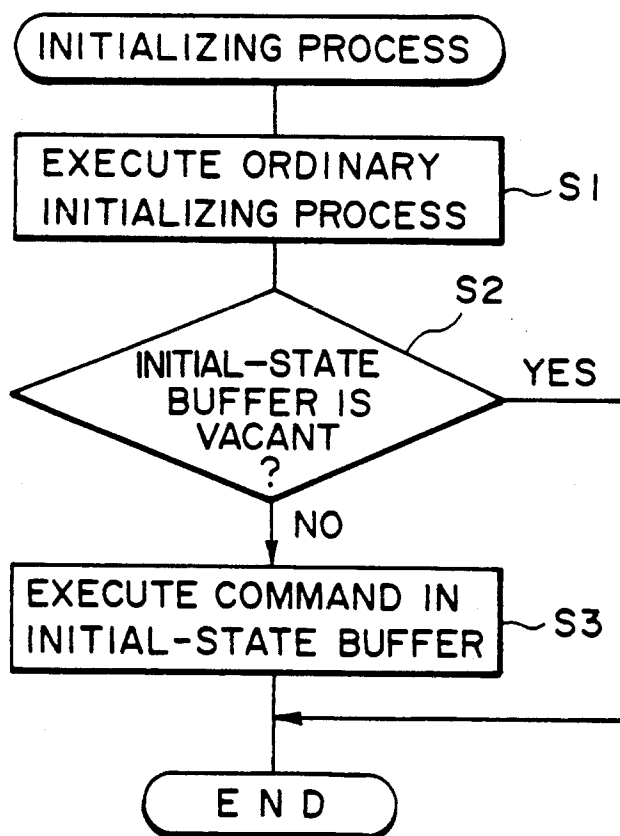 INITIALIZING PROCESS
EXECUTE ORDINARY
INITIALIZING PROCESS
S1
S2
INITIAL-STATE
BUFFER IS
VACANT
?
YES
NO
EXECUTE COMMAND IN
INITIAL-STATE BUFFER
S3
END